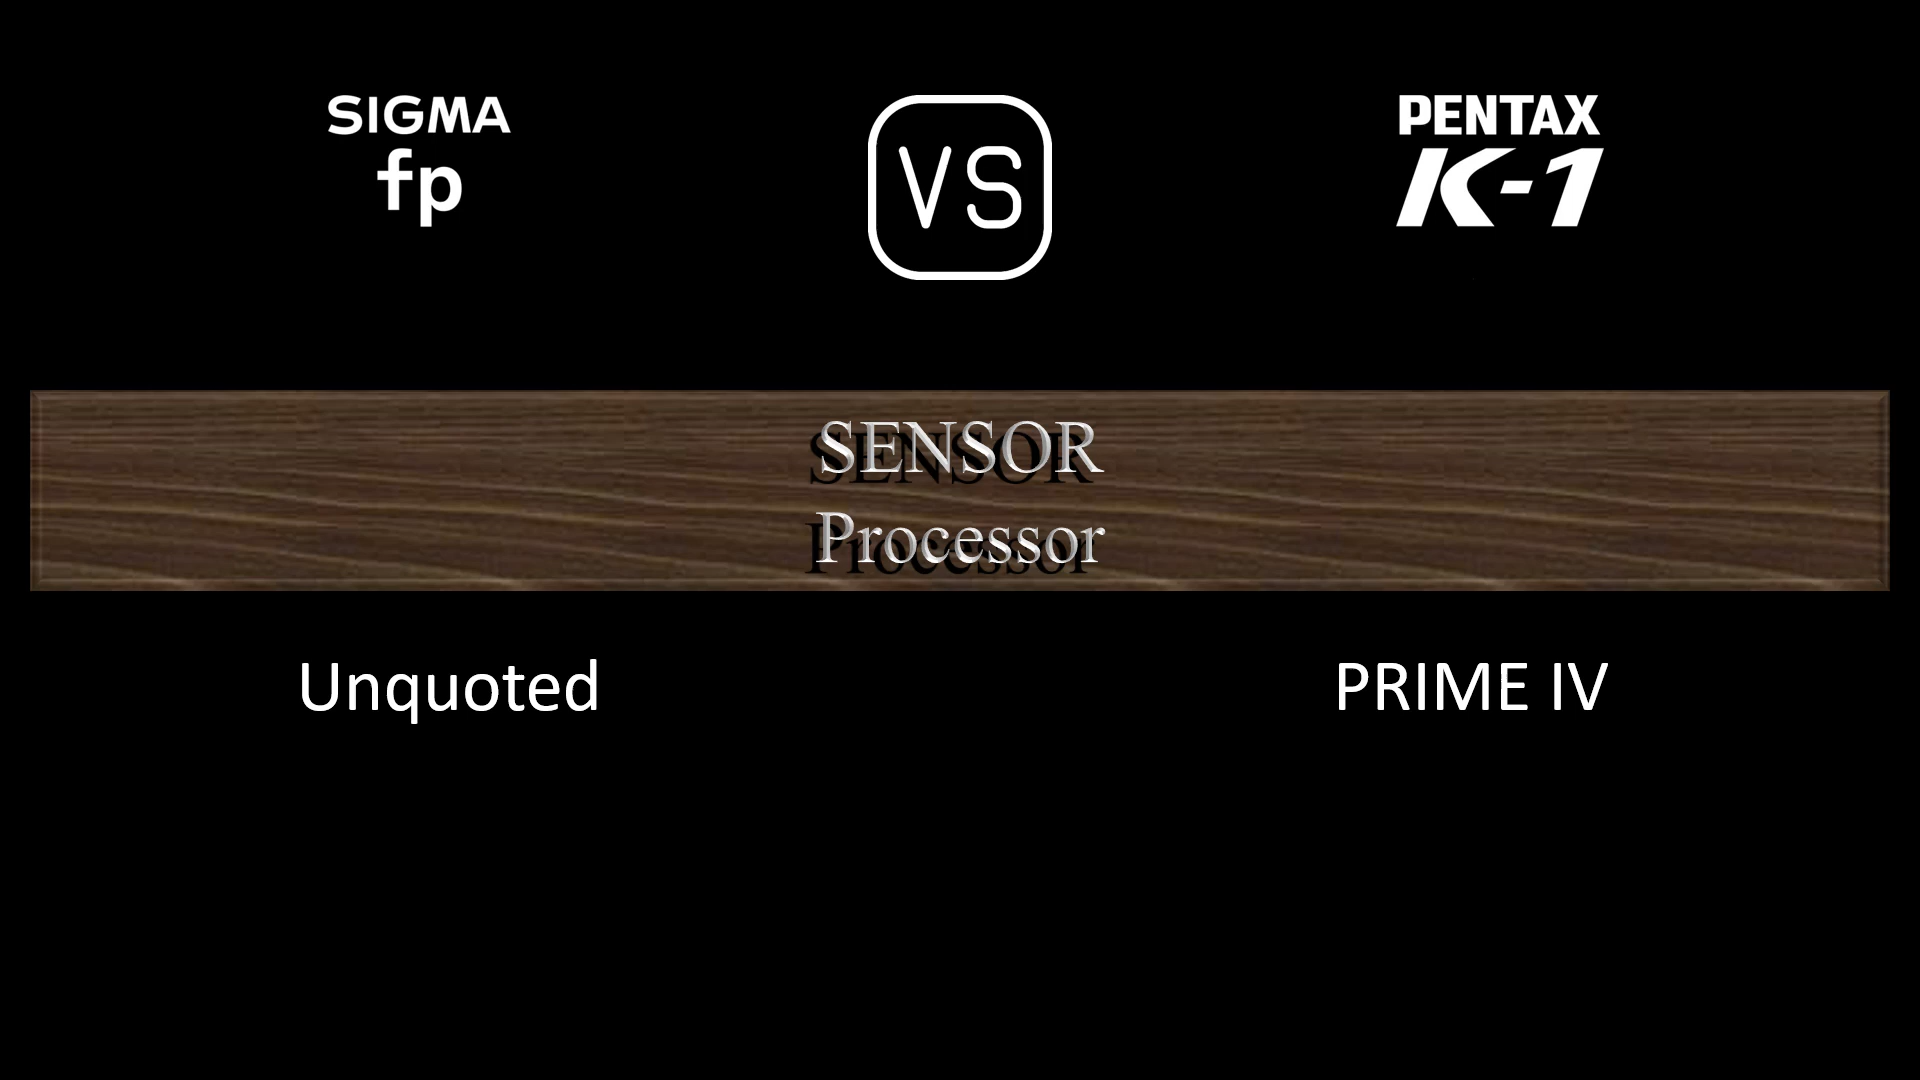 SIGMA
fp
VS
PENTAX
K-1
SENSOR
Processor
Unquoted
PRIME IV